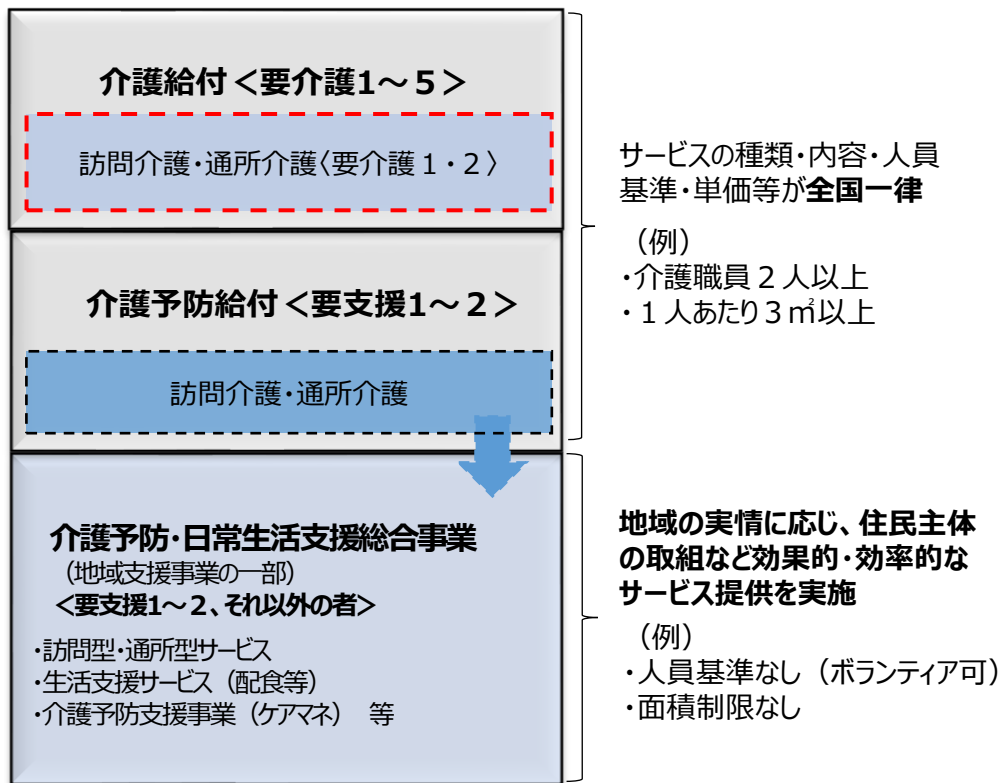 介護給付<要介護1～５>
訪問介護・通所介護〈要介護１・２〉
サービスの種類・内容・人員
基準・単価等が全国一律
（例）
・介護職員２人以上
・１人あたり３㎡以上
介護予防給付<要支援1～２>
訪問介護・通所介護
介護予防・日常生活支援総合事業
（地域支援事業の一部）
<要支援1～２、それ以外の者>
・訪問型・通所型サービス
・生活支援サービス（配食等）
・介護予防支援事業（ケアマネ）　等
地域の実情に応じ、住民主体
の取組など効果的・効率的な
サービス提供を実施
（例）
・人員基準なし（ボランティア可）
・面積制限なし